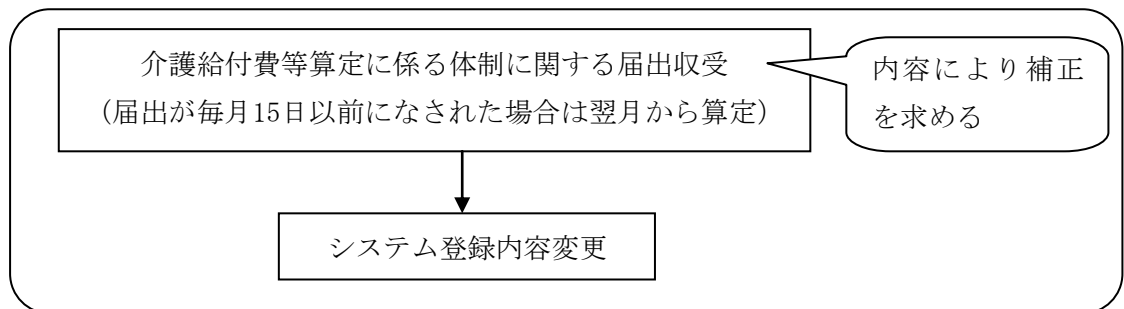 介護給付費等算定に係る体制に関する届出収受
(届出が毎月15日以前になされた場合は翌月から算定)
内容により補正
を求める
システム登録内容変更